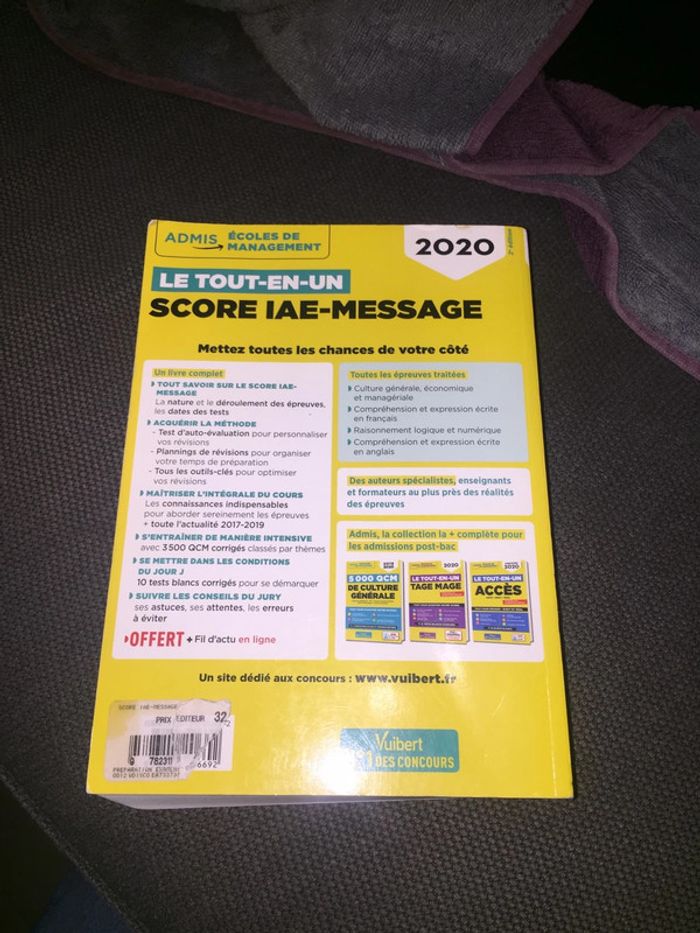 ADMIS ÉCOLES DE
MANAGEMENT
2020
2e édition
LE TOUT-EN-UN
SCORE IAE-MESSAGE
Mettez toutes les chances de votre côté
Un livre complet
TOUT SAVOIR SUR LE SCORE IAE-
MESSAGE
La nature et le déroulement des épreuves,
les dates des tests
ACQUÉRIR LA MÉTHODE
- Test d'auto-évaluation pour personnaliser
vos révisions
- Plannings de révisions pour organiser
votre temps de préparation
- Tous les outils-clés pour optimiser
vos révisions
MAÎTRISER L'INTÉGRALE DU COURS
Les connaissances indispensables
pour aborder sereinement les épreuves
+ toute l'actualité 2017-2019
S'ENTRAÎNER DE MANIÈRE INTENSIVE
avec 3500 QCM corrigés classés par thèmes
SE METTRE DANS LES CONDITIONS
DU JOUR J
10 tests blancs corrigés pour se démarquer
SUIVRE LES CONSEILS DU JURY
ses astuces, ses attentes, les erreurs
à éviter
OFFERT + Fil d'actu en ligne
Toutes les épreuves traitées
Culture générale, économique
et managériale
Compréhension et expression écrite
en français
Raisonnement logique et numérique
Compréhension et expression écrite
en anglais
Des auteurs spécialistes, enseignants
et formateurs au plus près des réalités
des épreuves
Admis, la collection la + complète pour
les admissions post-bac
5000 QCM
DE CULTURE
GÉNÉRALE
2020
LE TOUT-EN-UN
TAGE MAGE
2020
LE TOUT-EN-UN
ACCÈS
Un site dédié aux concours : www.vuibert.fr
SCORE IAE-MESSAGE
PRIX EDITEUR 32
9 782311
6692
PREPARATION
Vuibert
DES CONCOURS